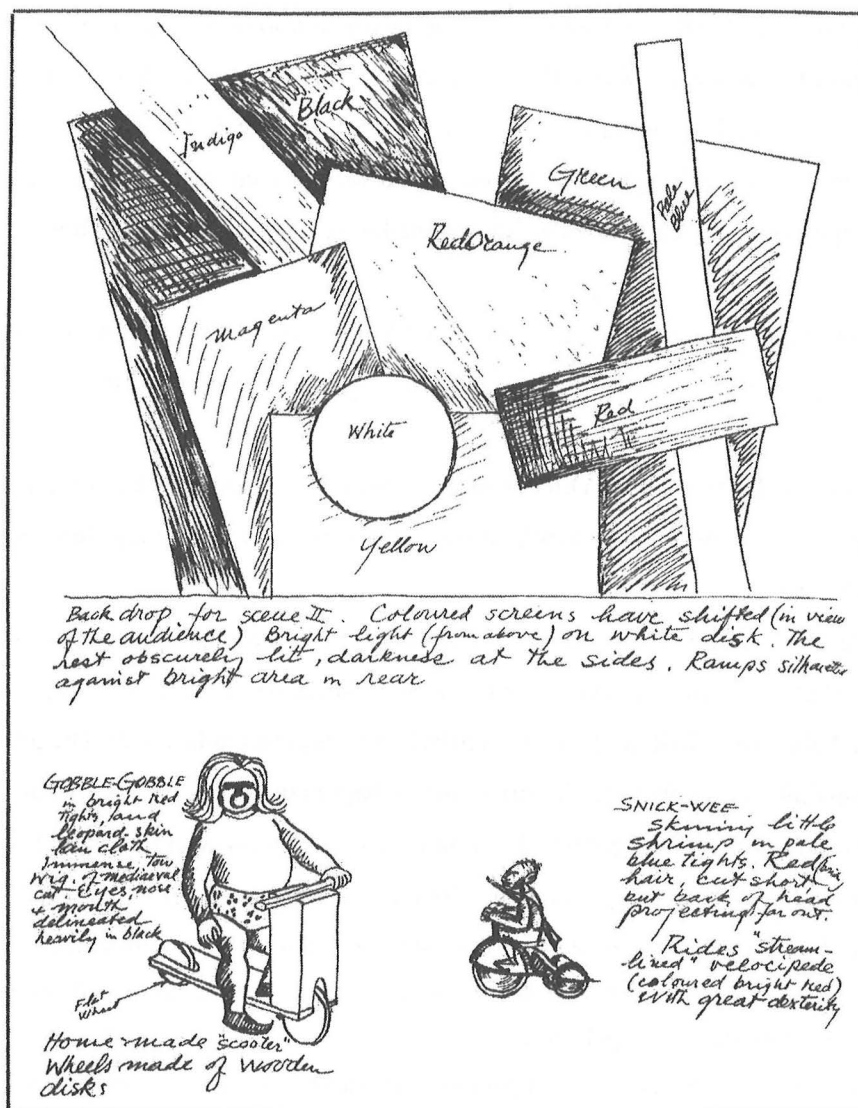 Black
Indigo
Green
Pale
Blue
RedOrange
Magenta
Red
White
Yellow
Back drop for scene II. Coloured screens have shifted (in view
of the audience) Bright light (from above) on white disk. The
rest obscurely lit, darkness at the sides. Ramps silhouette
against bright area in rear
GOBBLE-GOBBLE
in bright red
tights, and
leopard-skin
loin cloth
Immense, tow
wig, of mediaeval
cat. Eyes, nose
& mouth
delineated
heavily in black
Flat
Wheel
Home made "scooter"
Wheels made of wooden
disks
SNICK-WEE
Skinny little
shrimp in pale
blue tights. Red
hair, cut short,
but back of head
projecting far out.
Rides "stream-
lined" velocipede
(coloured bright red)
with great dexterity